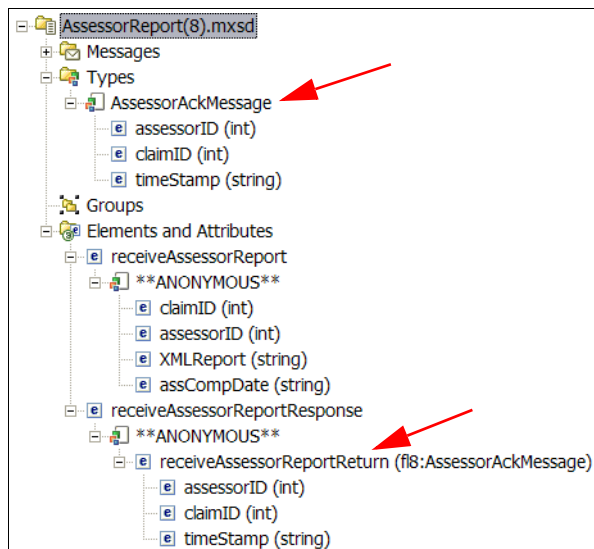 AssessorReport(8).mxsd
Messages
Types
AssessorAckMessage
e assessorID (int)
e claimID (int)
e timeStamp (string)
Groups
e Elements and Attributes
e receiveAssessorReport
**ANONYMOUS**
e claimID (int)
e assessorID (int)
e XMLReport (string)
e assCompDate (string)
e receiveAssessorReportResponse
**ANONYMOUS**
e receiveAssessorReportReturn (fl8:AssessorAckMessage)
e assessorID (int)
e claimID (int)
e timeStamp (string)